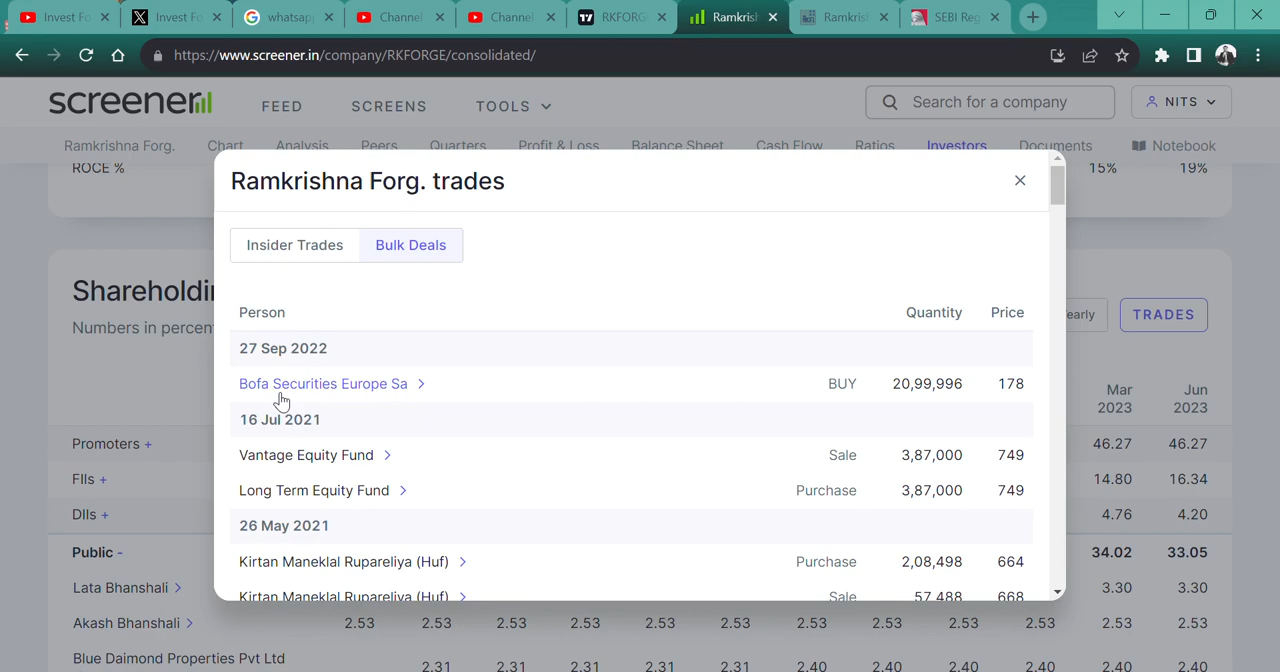 Invest Fo
Invest Fo
whatsap
Channel
Channel
RKFORG
Ramkrish
Ramkrish
SEBI Reg
https://www.screener.in/company/RKFORGE/consolidated/
screener
FEED
SCREENS
TOOLS
Search for a company
NITS
Ramkrishna Forg.
Chart
Analysis
Peers
Quarters
Profit & Loss
Balance Sheet
Cash Flow
Ratios
Investors
Documents
Notebook
ROCE % 15% 19%
Ramkrishna Forg. trades
Insider Trades
Bulk Deals
Person Quantity Price
27 Sep 2022
Bofa Securities Europe Sa BUY 20,99,996 178
16 Jul 2021
Vantage Equity Fund Sale 3,87,000 749
Long Term Equity Fund Purchase 3,87,000 749
26 May 2021
Kirtan Maneklal Rupareliya (Huf) Purchase 2,08,498 664
Kirtan Maneklal Rupareliya (Huf) Sale 57,488 668
Shareholdin
Numbers in percen
early
TRADES
Mar 2023
Jun 2023
Promoters + 46.27 46.27
FIIs + 14.80 16.34
DIIs + 4.76 4.20
Public - 34.02 33.05
Lata Bhanshali 3.30 3.30
Akash Bhanshali 2.53 2.53 2.53 2.53 2.53 2.53 2.53 2.53 2.53 2.53 2.53 2.53
Blue Daimond Properties Pvt Ltd 2.31 2.31 2.31 2.31 2.31 2.40 2.40 2.40 2.40 2.40 2.40